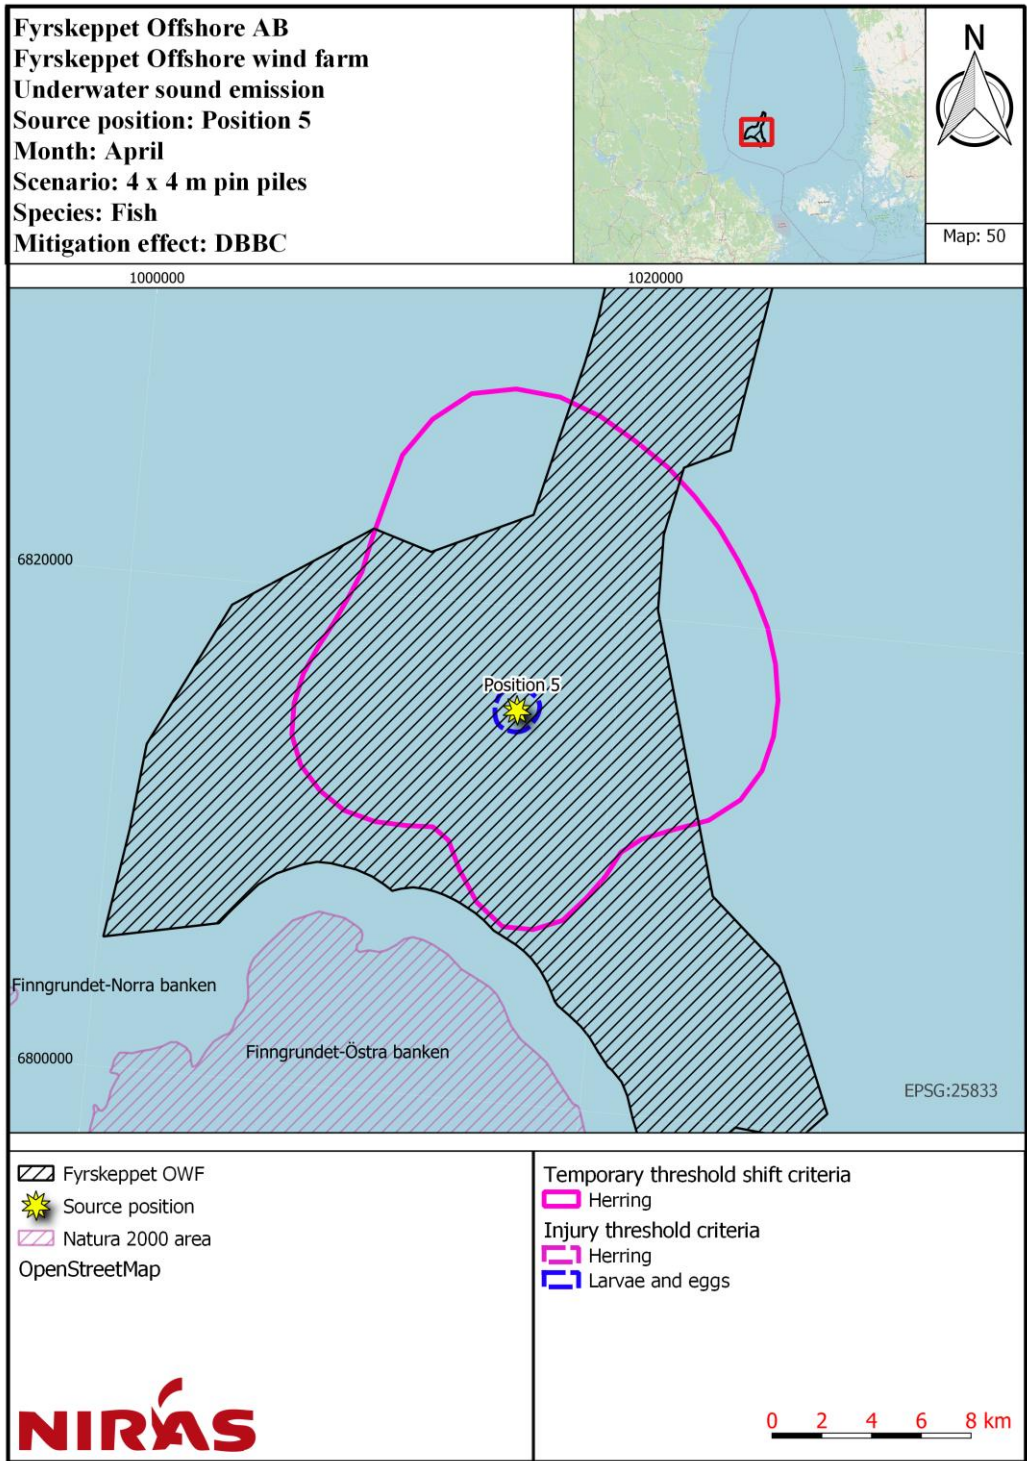 Fyrskeppet Offshore AB
Fyrskeppet Offshore wind farm
Underwater sound emission
Source position: Position 5
Month: April
Scenario: 4 x 4 m pin piles
Species: Fish
Mitigation effect: DBBC
N
Map: 50
1000000
1020000
6820000
Position 5
Finngrundet-Norra banken
Finngrundet-Östra banken
6800000
EPSG:25833
Fyrskeppet OWF
Source position
Natura 2000 area
OpenStreetMap
Temporary threshold shift criteria
Herring
Injury threshold criteria
Herring
Larvae and eggs
NIRAS
0 2 4 6 8 km